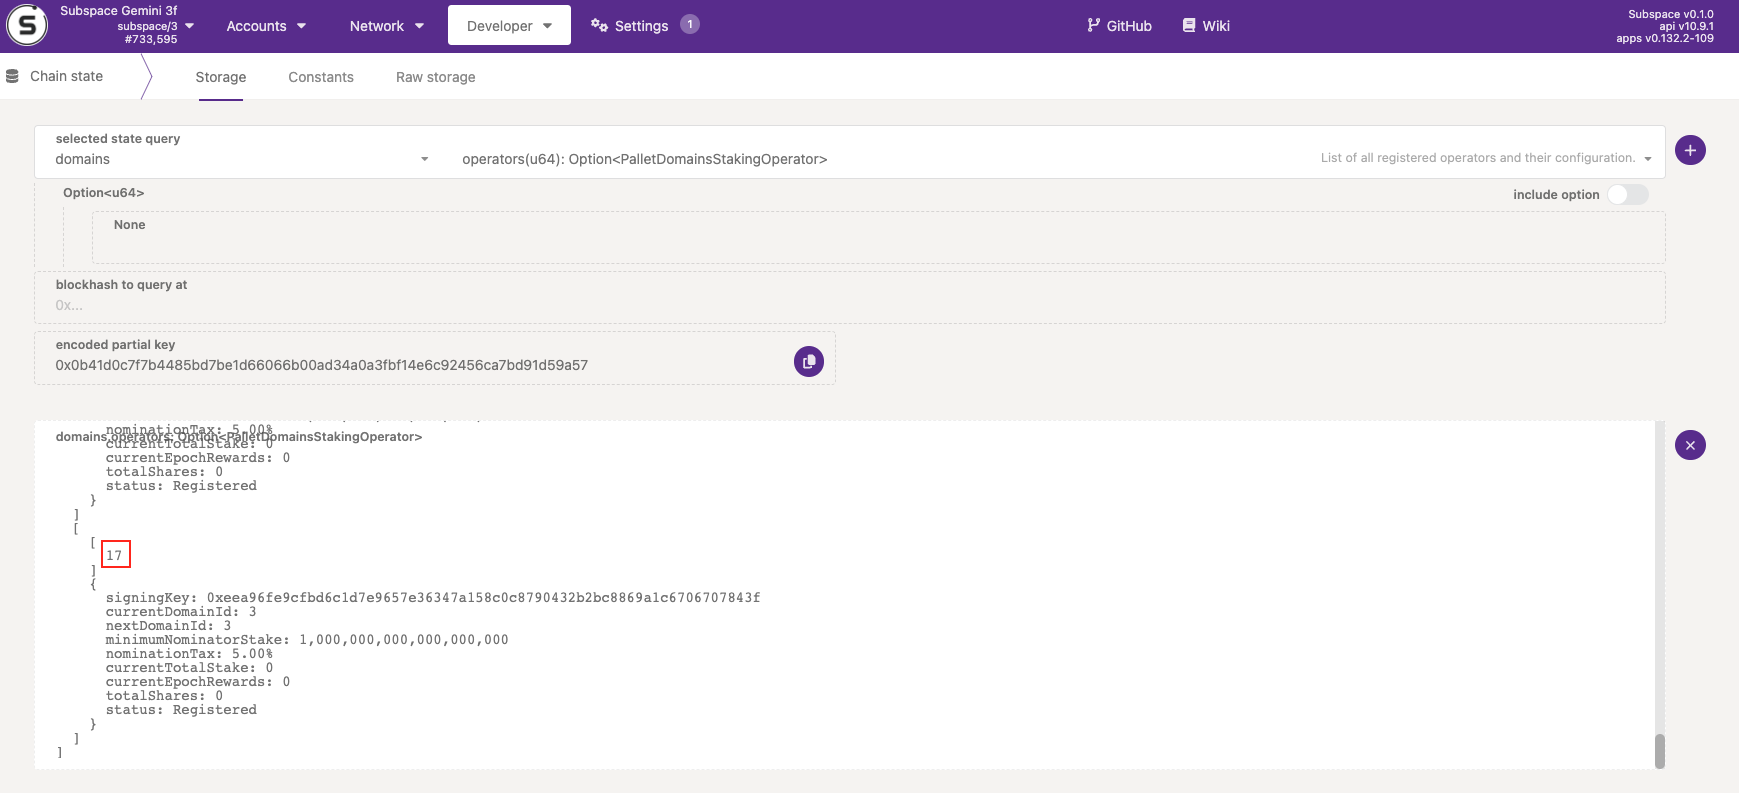 Subspace Gemini 3f
subspace/3
#733,595
Accounts
Network
Developer
Settings
1
GitHub
Wiki
Subspace v0.1.0
api v10.9.1
apps v0.132.2-109
Chain state
Storage
Constants
Raw storage
selected state query
domains
operators(u64): Option<PalletDomainsStakingOperator>
List of all registered operators and their configuration.
Option<u64>
include option
None
blockhash to query at
0x...
encoded partial key
0x0b41d0c7f7b4485bd7be1d66066b00ad34a0a3fbf14e6c92456ca7bd91d59a57
nominationTax: 5.00%
domains.operators: Option<PalletDomainsStakingOperator>
currentTotalStake: 0
currentEpochRewards: 0
totalShares: 0
status: Registered
}
]
[
[
17
]
{
signingKey: 0xeea96fe9cfbd6c1d7e9657e36347a158c0c8790432b2bc8869a1c6706707843f
currentDomainId: 3
nextDomainId: 3
minimumNominatorStake: 1,000,000,000,000,000,000
nominationTax: 5.00%
currentTotalStake: 0
currentEpochRewards: 0
totalShares: 0
status: Registered
}
]
]